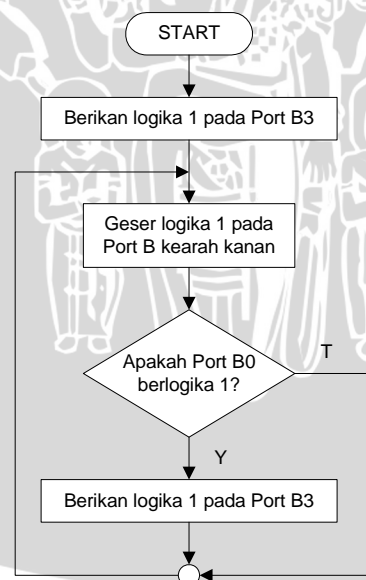 START
Berikan logika 1 pada Port B3
Geser logika 1 pada
Port B kearah kanan
Apakah Port B0
berlogika 1?
T
Y
Berikan logika 1 pada Port B3